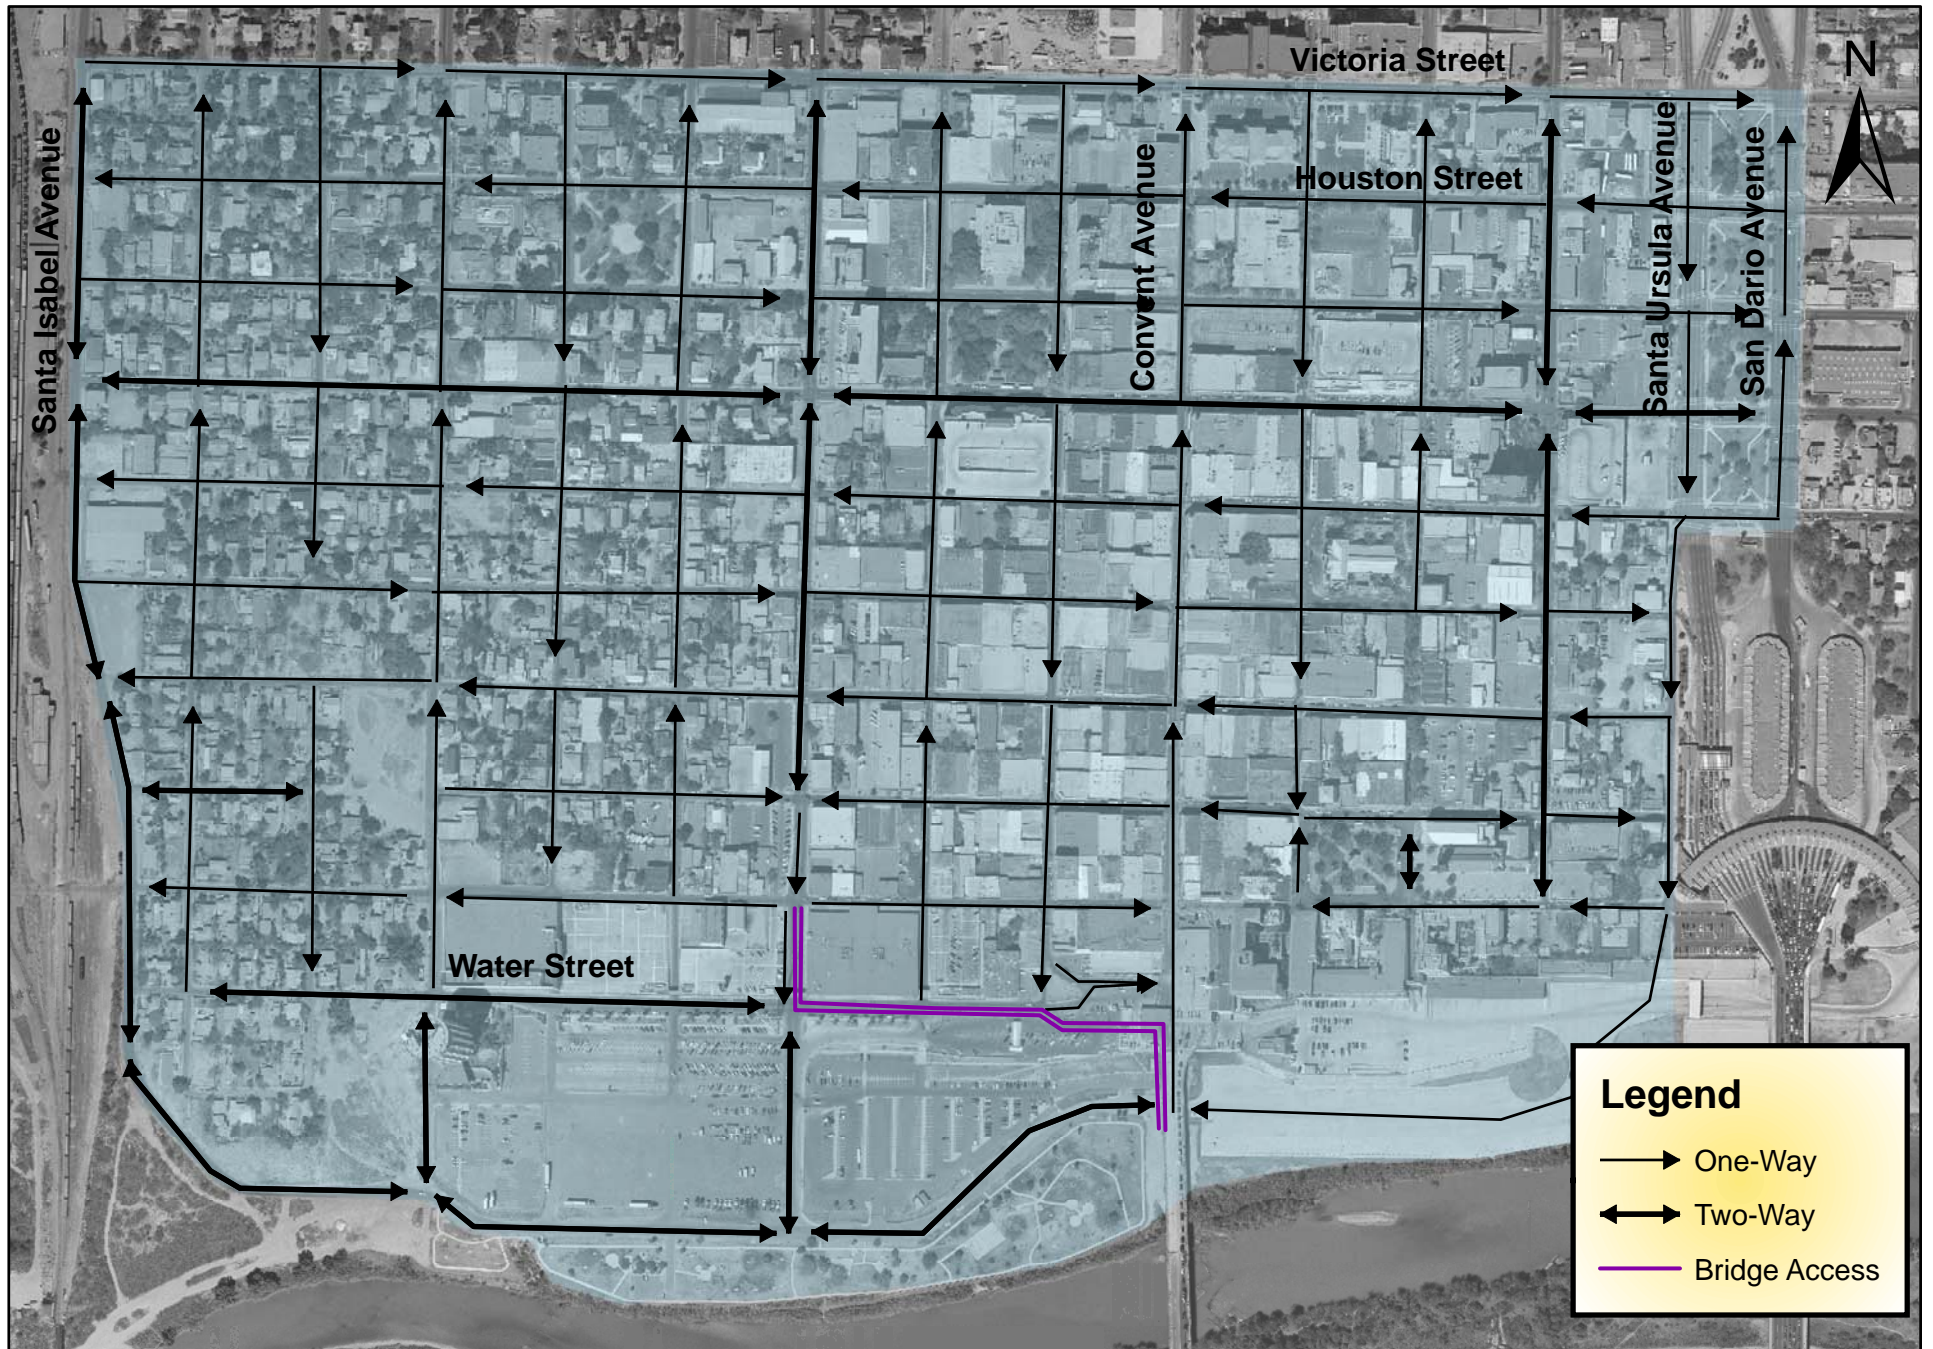 Victoria Street
N
Houston Street
Santa Isabel Avenue
Convent Avenue
Santa Ursula Avenue
San Dario Avenue
Water Street
Legend
One-Way
Two-Way
Bridge Access